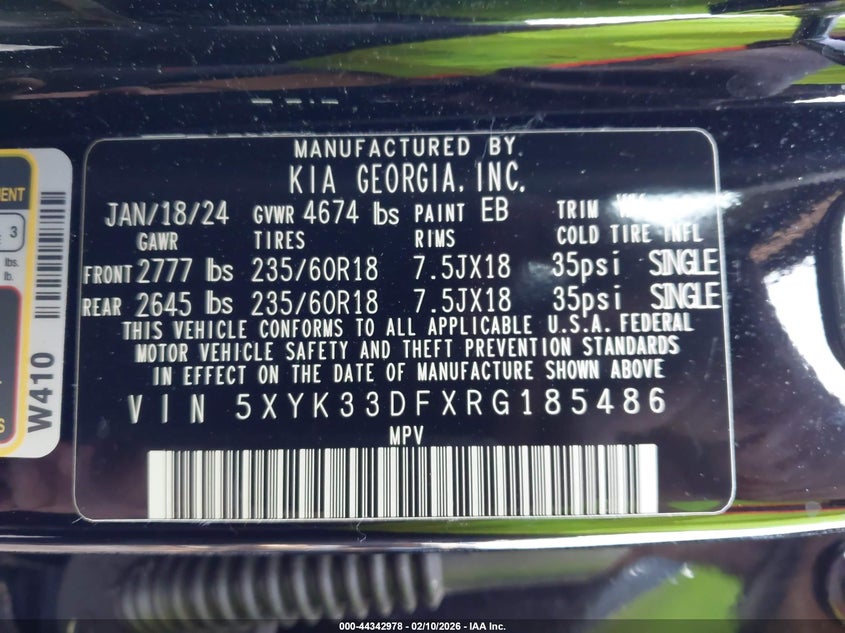 MANUFACTURED BY
KIA GEORGIA, INC.
JAN/18/24 GVWR 4674 lbs PAINT EB TRIM
GAWR TIRES RIMS COLD TIRE INFL
FRONT 2777 lbs 235/60R18 7.5JX18 35psi SINGLE
REAR 2645 lbs 235/60R18 7.5JX18 35psi SINGLE
THIS VEHICLE CONFORMS TO ALL APPLICABLE U.S.A. FEDERAL
MOTOR VEHICLE SAFETY AND THEFT PREVENTION STANDARDS
IN EFFECT ON THE DATE OF MANUFACTURE SHOWN ABOVE
VIN 5XYK33DFXRG185486
MPV
3
lbs.
lb.
W410
000-44342978 - 02/10/2026 - IAA Inc.